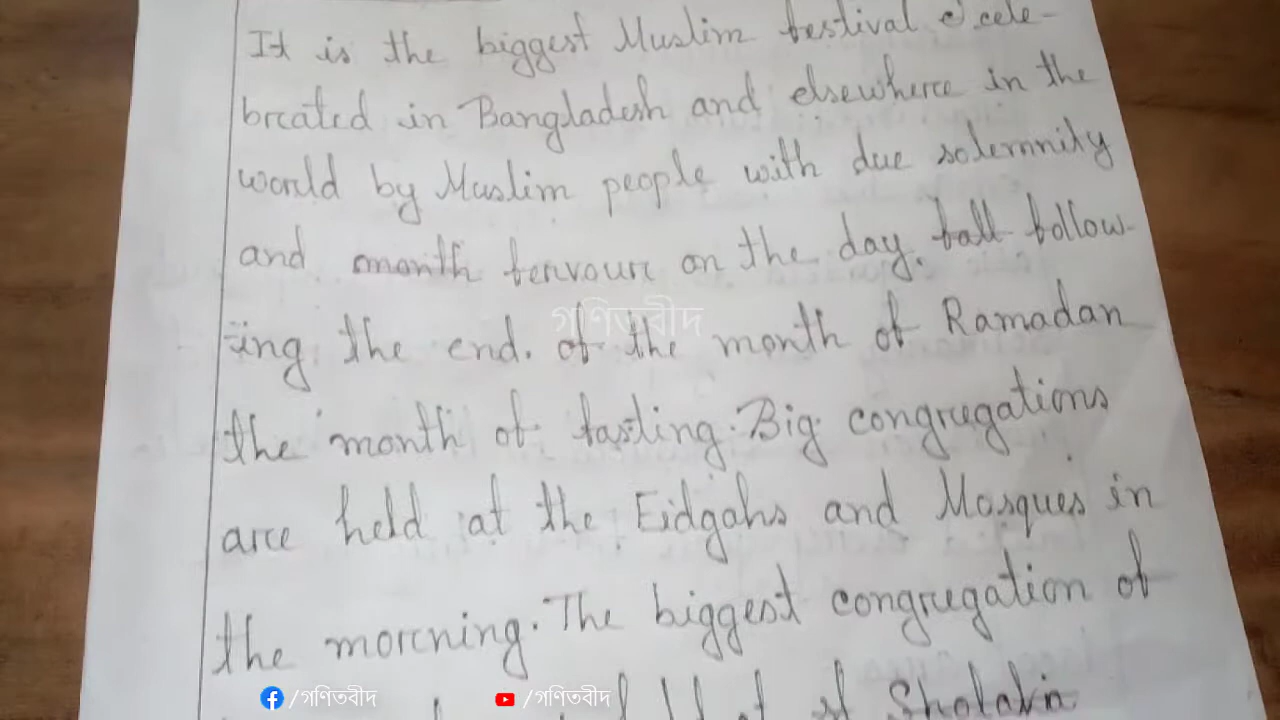 It is the biggest Muslim festival cele-
brated in Bangladesh and elsewhere in the
world by Muslim people with due solemnity
and month fervour on the day. fall follow-
ing the end. of the month of Ramadan
গণিতবীদ
the month of fasting. Big congregations
are held at the Eidgahs and Mosques in
the morning. The biggest congregation of
at Sholakia
/গণিতবীদ /গণিতবীদ